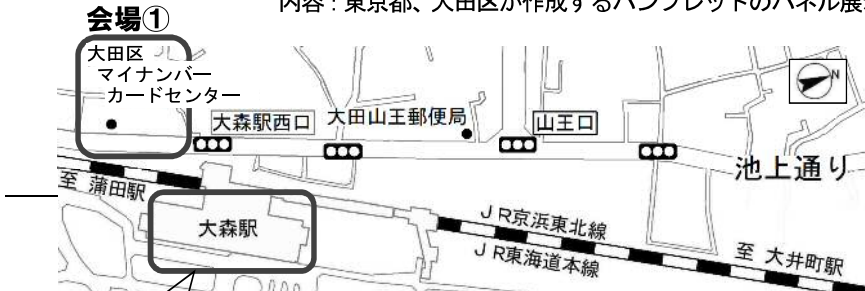 会場①
内容：東京都、大田区が作成するパンフレットのパネル展
大田区
マイナンバー
カードセンター
大森駅西口
大田山王郵便局
山王口
N
池上通り
至 蒲田駅
大森駅
JR京浜東北線
JR東海道本線
至 大井町駅